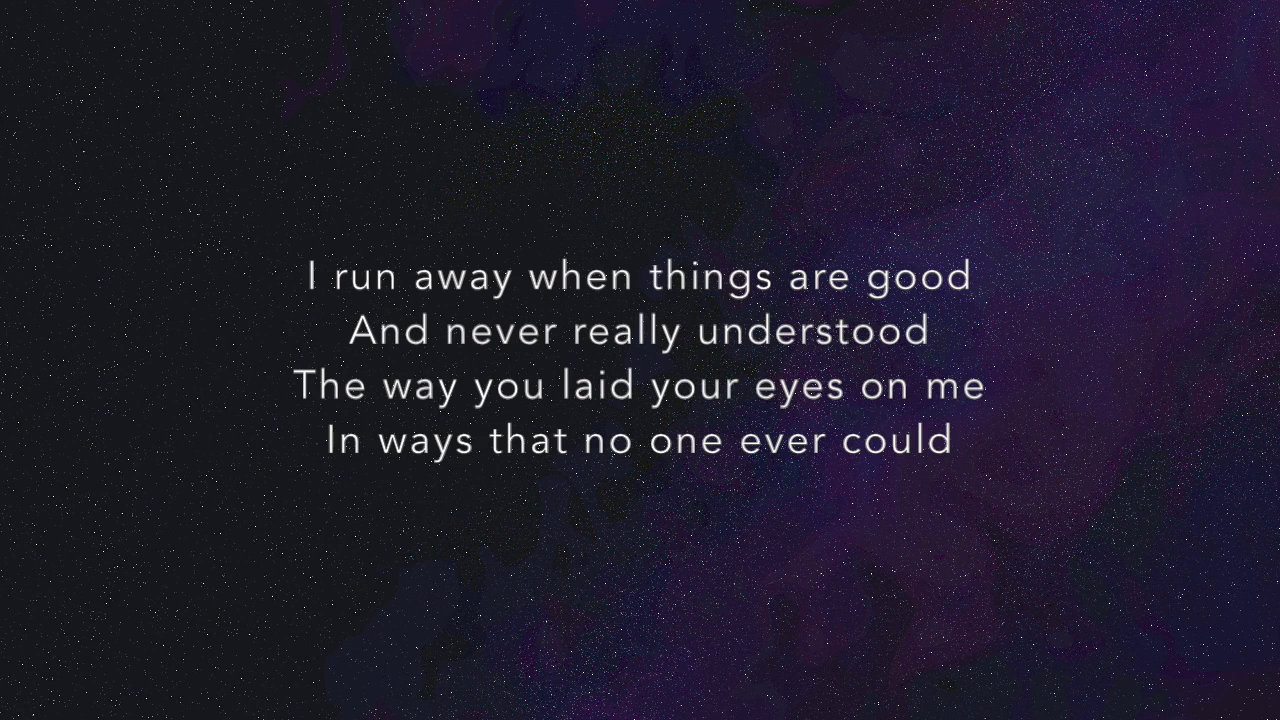 I run away when things are good
And never really understood
The way you laid your eyes on me
In ways that no one ever could